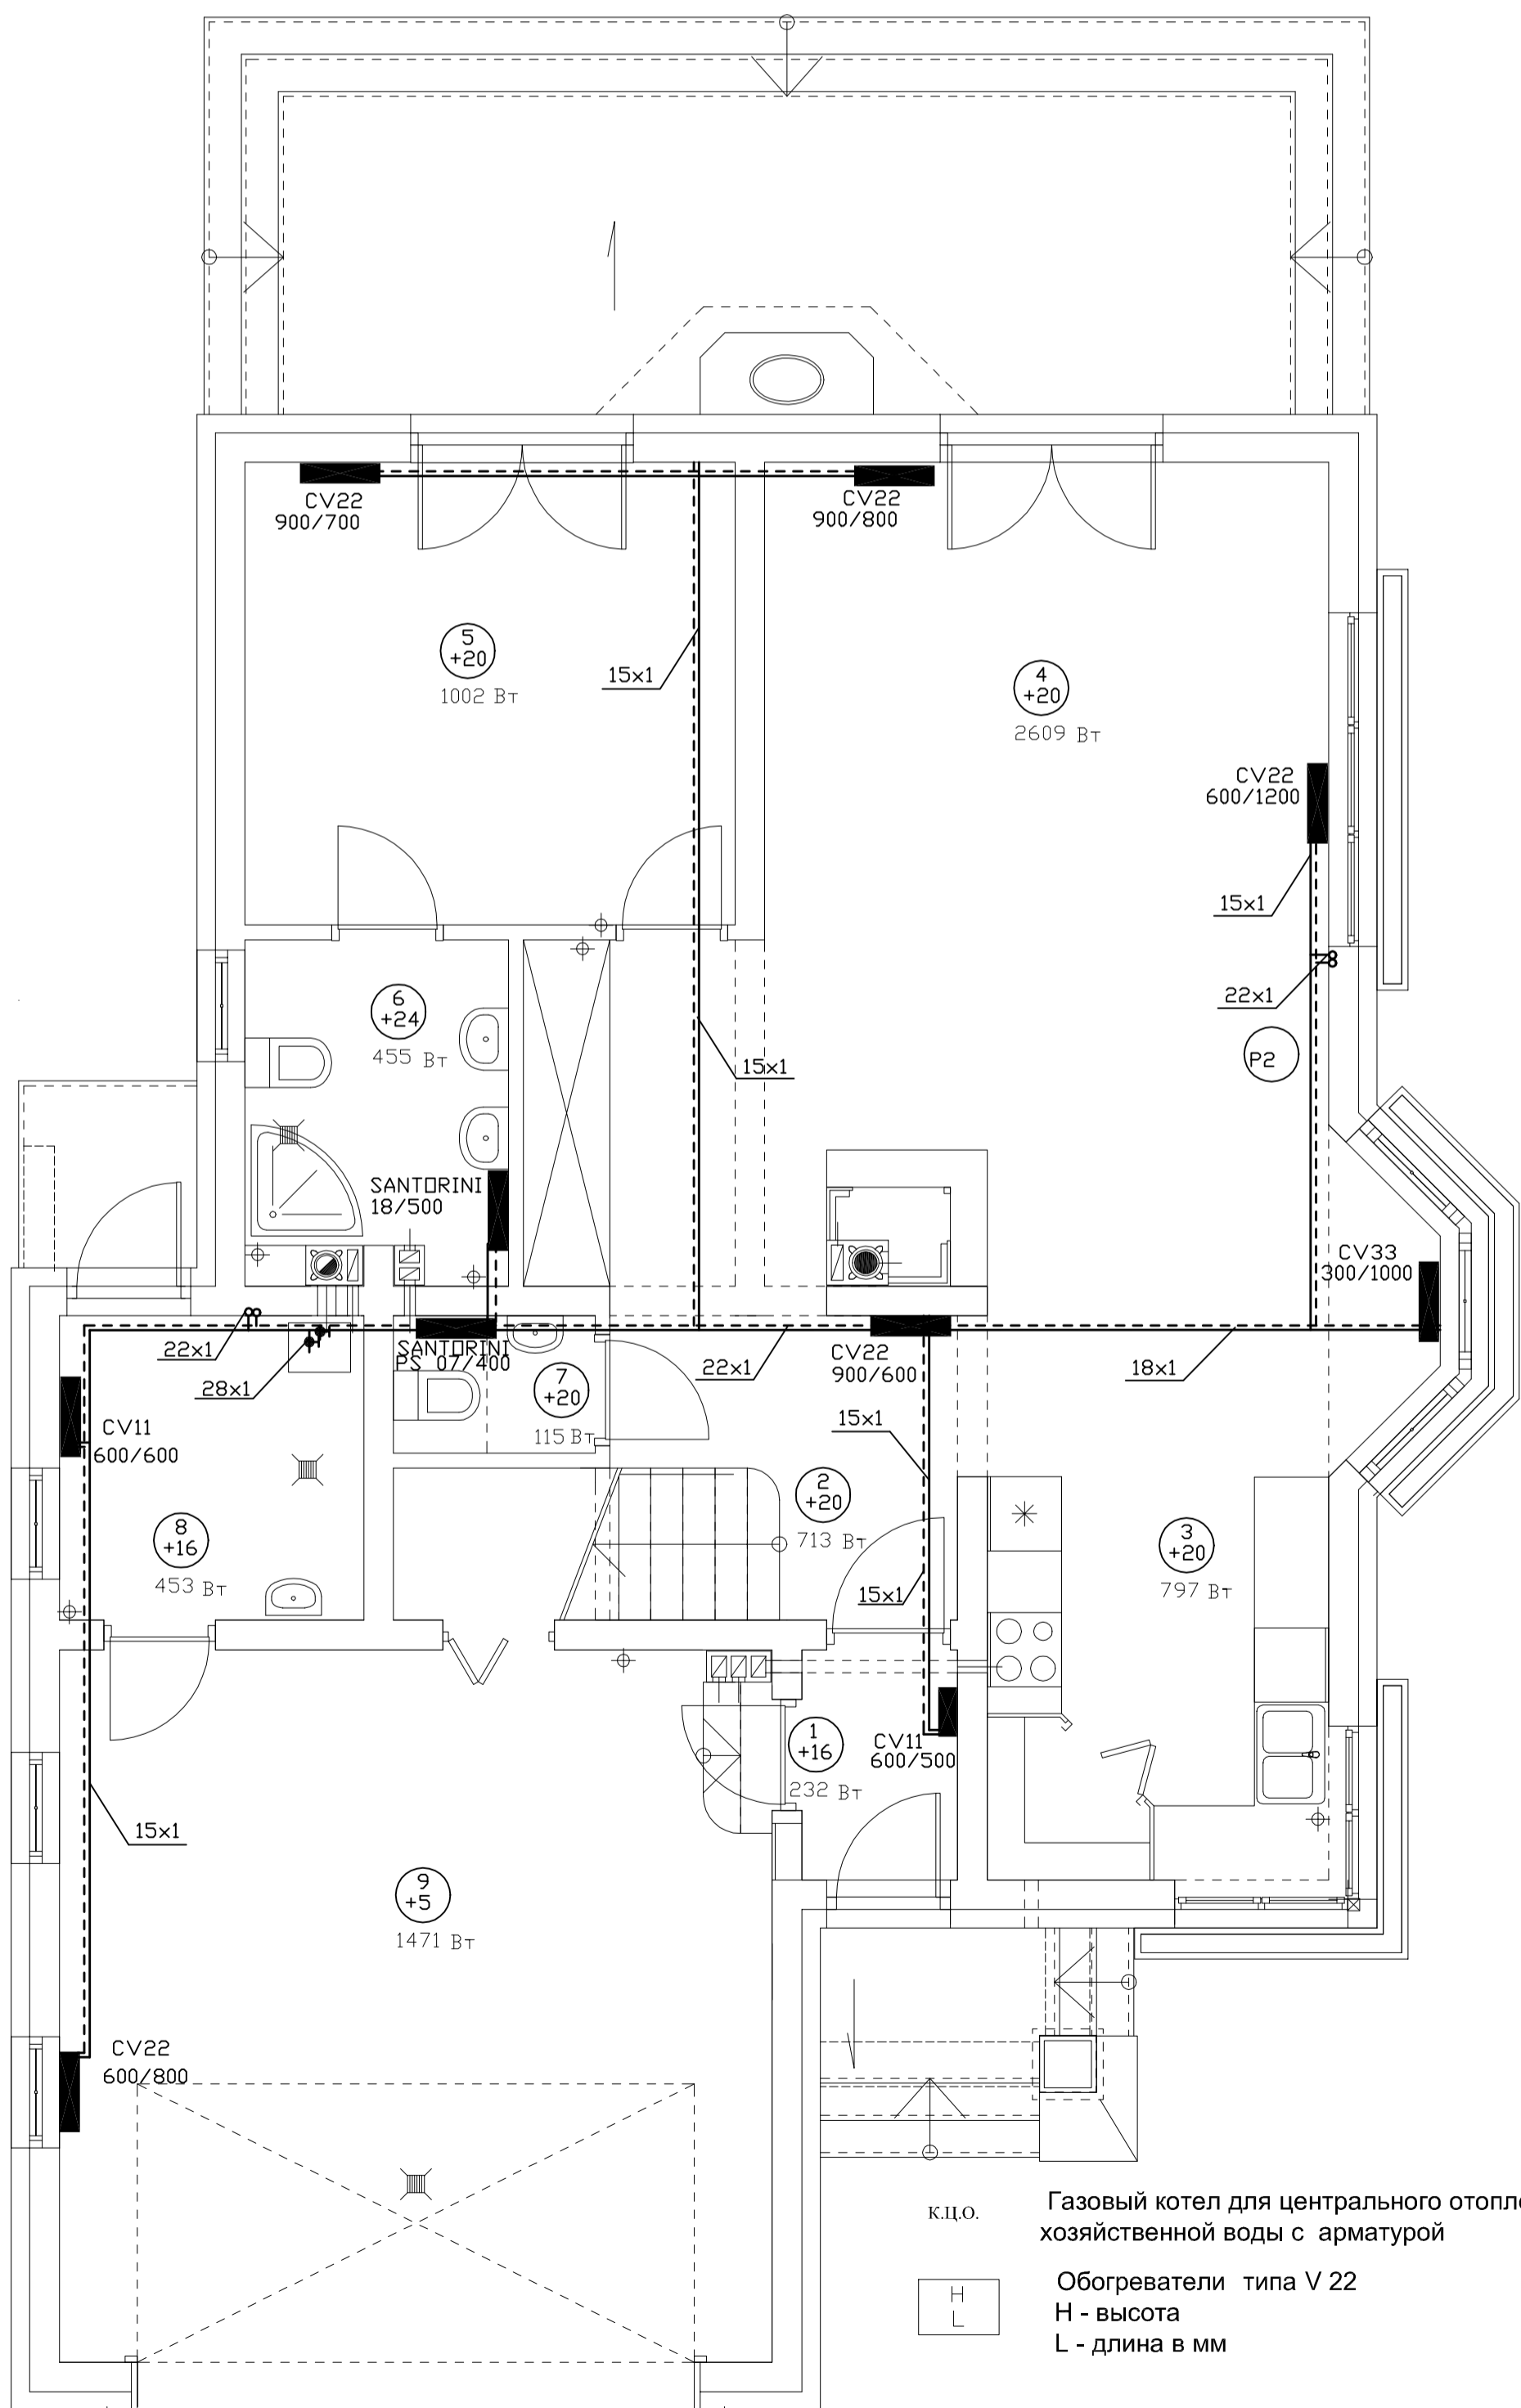 CV22
900/700
CV22
900/800
5
+20
1002 Вт
15x1
4
+20
2609 Вт
CV22
600/1200
15x1
22x1
P2
6
+24
455 Вт
15x1
SANTORINI
18/500
CV33
300/1000
22x1
28x1
SANTORINI
PS 07/400
7
+20
115 Вт
22x1
CV22
900/600
18x1
15x1
CV11
600/600
2
+20
713 Вт
8
+16
453 Вт
15x1
3
+20
797 Вт
1
+16
232 Вт
CV11
600/500
15x1
9
+5
1471 Вт
CV22
600/800
К.Ц.О.
Газовый котел для центрального отопле
хозяйственной воды с арматурой
H
L
Обогреватели типа V 22
H - высота
L - длина в мм